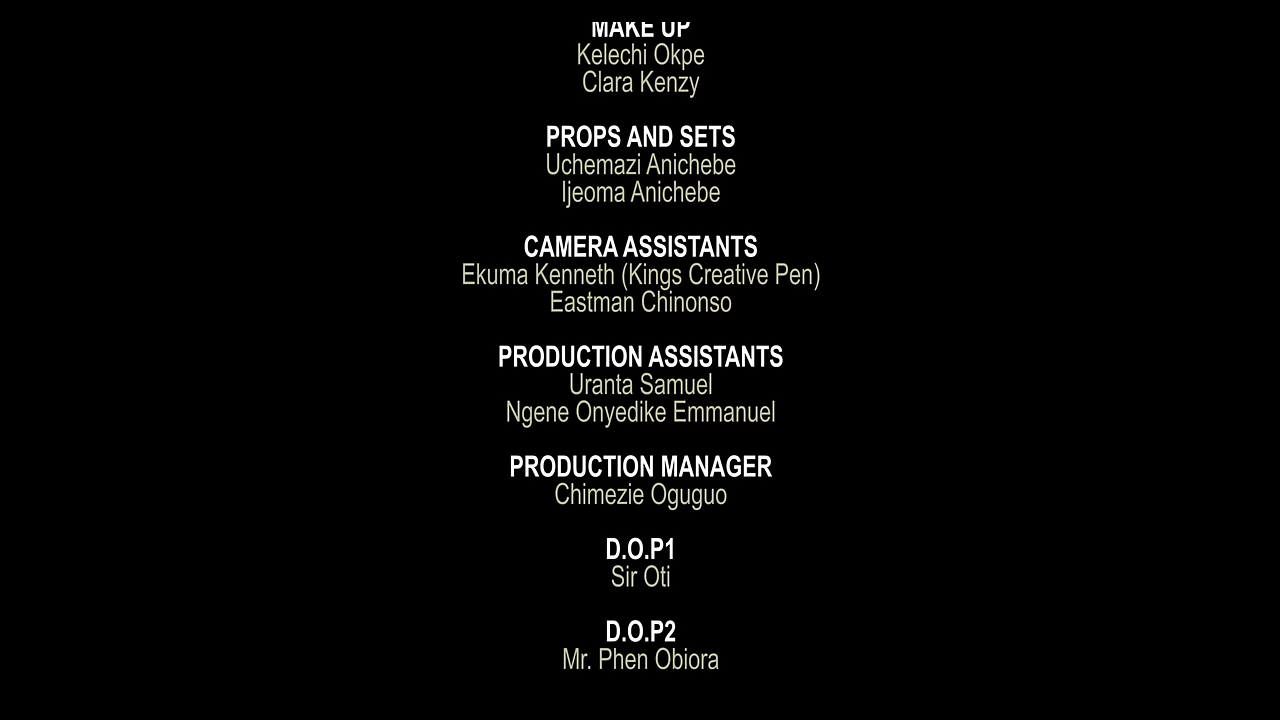 MAKE UP
Kelechi Okpe
Clara Kenzy
PROPS AND SETS
Uchemazi Anichebe
Ijeoma Anichebe
CAMERA ASSISTANTS
Ekuma Kenneth (Kings Creative Pen)
Eastman Chinonso
PRODUCTION ASSISTANTS
Uranta Samuel
Ngene Onyedike Emmanuel
PRODUCTION MANAGER
Chimezie Oguguo
D.O.P1
Sir Oti
D.O.P2
Mr. Phen Obiora